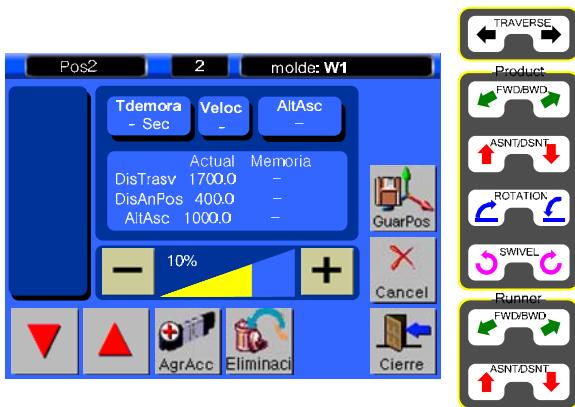 Pos2 2 molde: W1
Tdemora Veloc AltAsc
- Sec - -
Actual Memoria
DisTrasv 1700.0 -
DisAnPos 400.0 -
AltAsc 1000.0 -
GuarPos
10%
- +
Cancel
AgrAcc Eliminaci Cierre
TRAVERSE
Product
FWD/BWD
ASNT/DSNT
ROTATION
SWIVEL
Runner
FWD/BWD
ASNT/DSNT